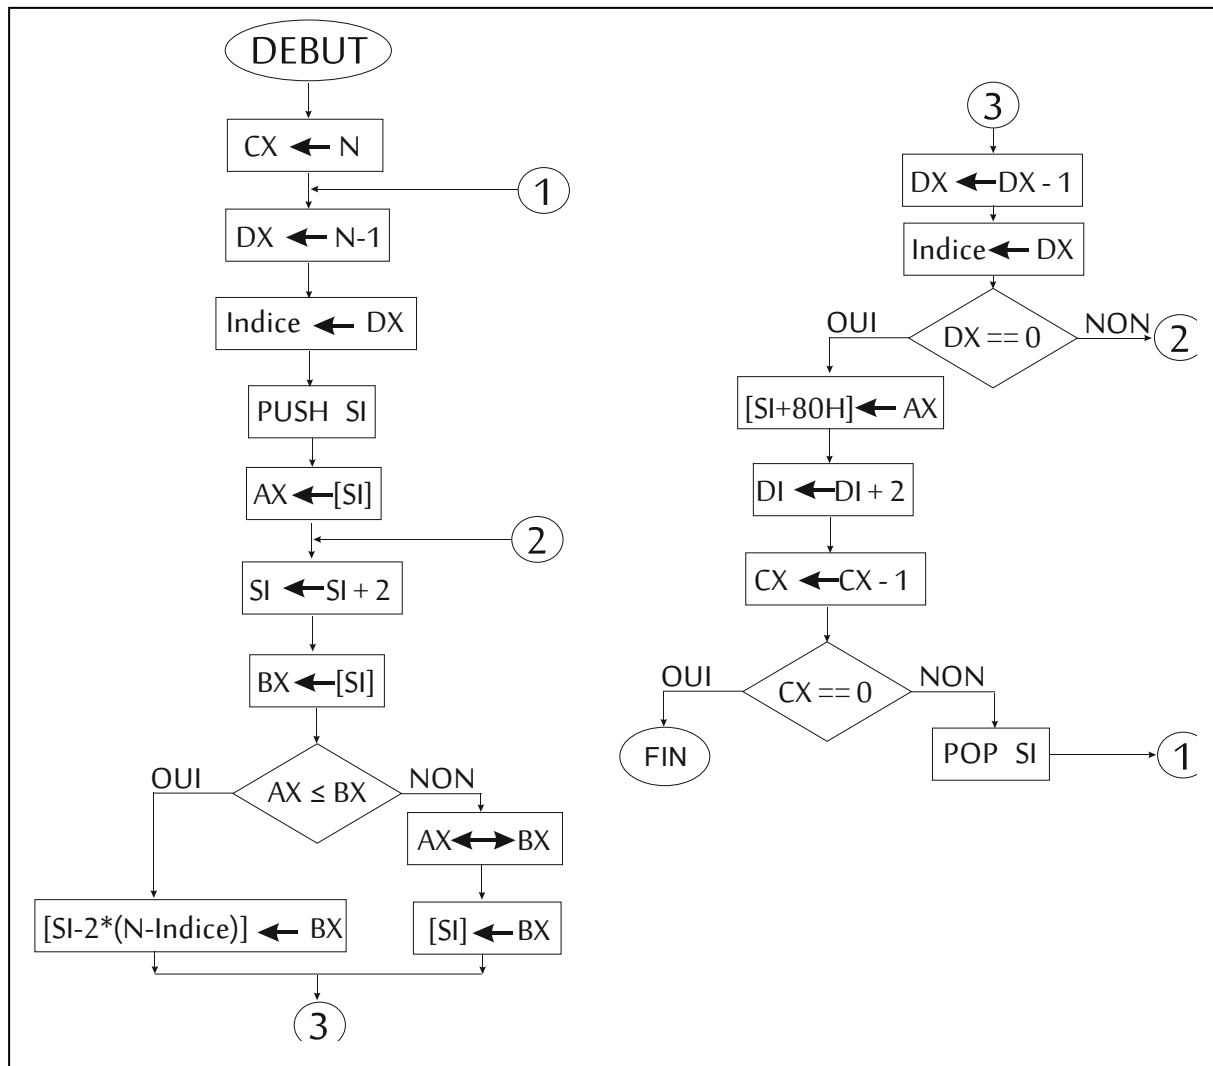 DEBUT
CX ← N
1
DX ← N-1
Indice ← DX
PUSH SI
AX ← [SI]
2
SI ← SI + 2
BX ← [SI]
OUI
AX ≤ BX
NON
AX ↔ BX
[SI-2*(N-Indice)] ← BX
[SI] ← BX
3
3
DX ← DX - 1
Indice ← DX
OUI
DX == 0
NON
2
[SI+80H] ← AX
DI ← DI + 2
CX ← CX - 1
OUI
CX == 0
NON
FIN
POP SI
1